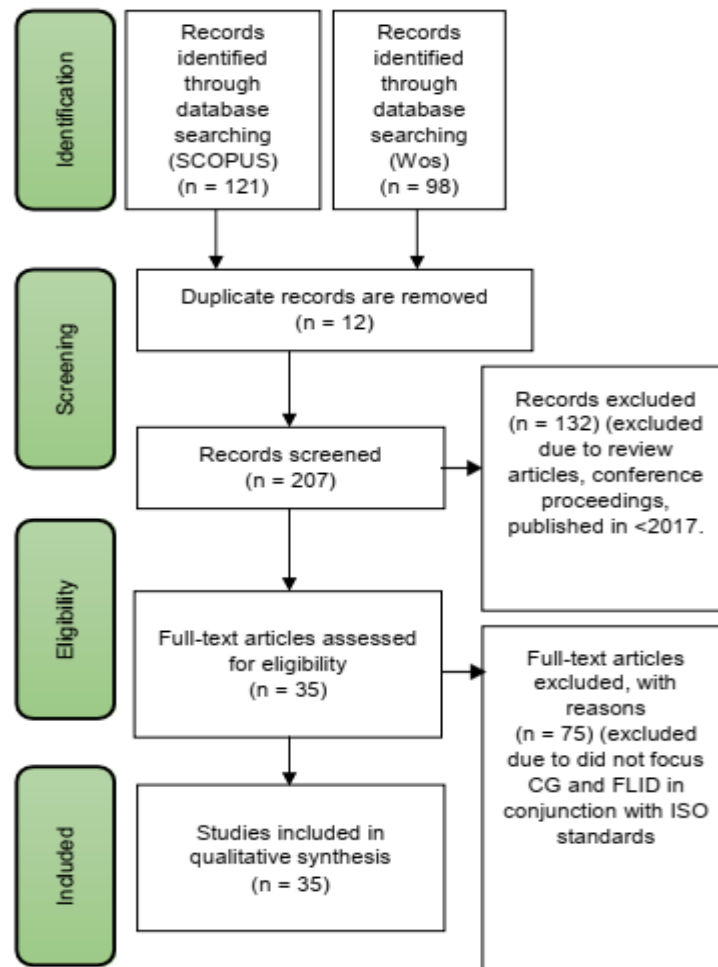 Identification
Records
identified
through
database
searching
(SCOPUS)
(n = 121)
Records
identified
through
database
searching
(Wos)
(n = 98)
Screening
Duplicate records are removed
(n = 12)
Records screened
(n = 207)
Records excluded
(n = 132) (excluded
due to review
articles, conference
proceedings,
published in <2017.
Eligibility
Full-text articles assessed
for eligibility
(n = 35)
Full-text articles
excluded, with
reasons
(n = 75) (excluded
due to did not focus
CG and FLID in
conjunction with ISO
standards
Included
Studies included in
qualitative synthesis
(n = 35)